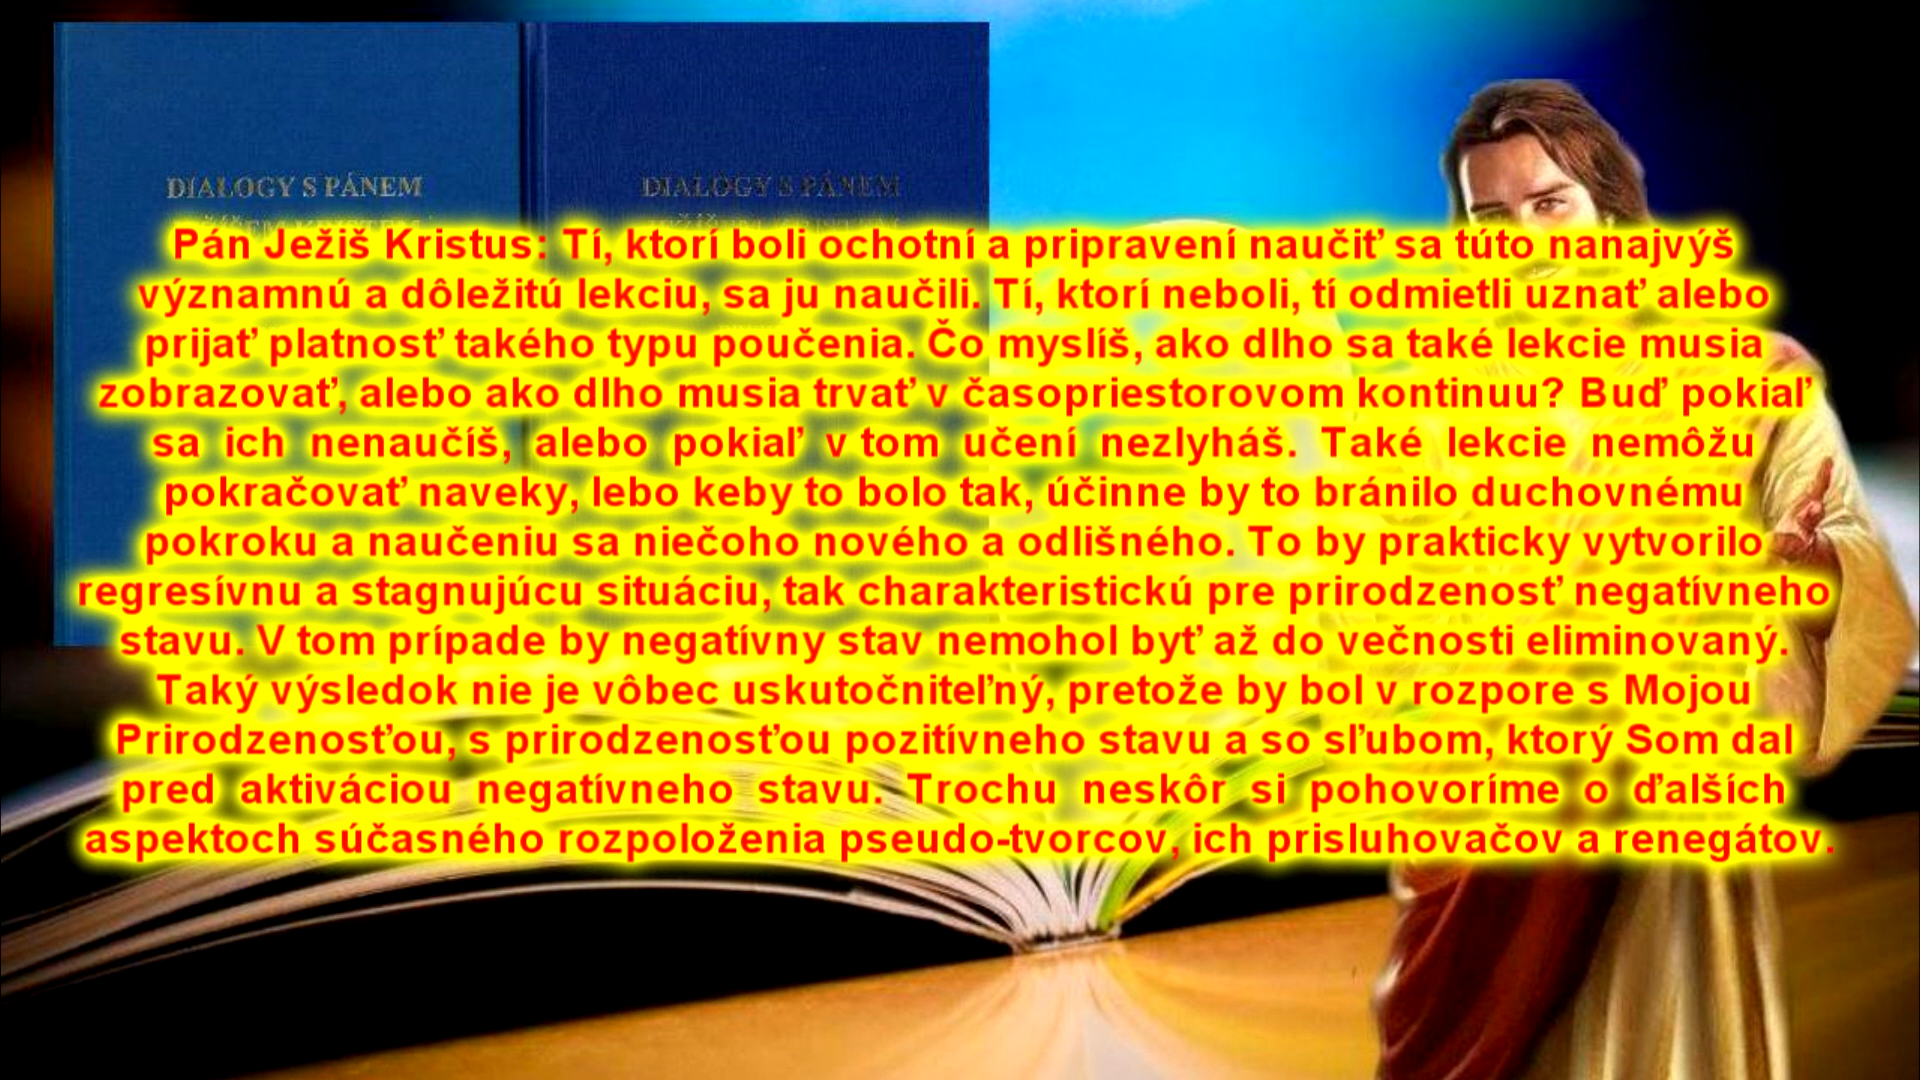 DIALOGY S PÁNEM
DIALOGY S PÁNEM
Pán Ježiš Kristus: Tí, ktorí boli ochotní a pripravení naučiť sa túto nanajvýš
významnú a dôležitú lekciu, sa ju naučili. Tí, ktorí neboli, tí odmietli uznať alebo
prijať platnosť takého typu poučenia. Čo myslíš, ako dlho sa také lekcie musia
zobrazovať, alebo ako dlho musia trvať v časopriestorovom kontinuu? Buď pokiaľ
sa ich nenaučíš, alebo pokiaľ v tom učení nezlyháš. Také lekcie nemôžu
pokračovať naveky, lebo keby to bolo tak, účinne by to bránilo duchovnému
pokroku a naučeniu sa niečoho nového a odlišného. To by prakticky vytvorilo
regresívnu a stagnujúcu situáciu, tak charakteristickú pre prirodzenosť negatívneho
stavu. V tom prípade by negatívny stav nemohol byť až do večnosti eliminovaný.
Taký výsledok nie je vôbec uskutočniteľný, pretože by bol v rozpore s Mojou
Prirodzenosťou, s prirodzenosťou pozitívneho stavu a so sľubom, ktorý Som dal
pred aktiváciou negatívneho stavu. Trochu neskôr si pohovoríme o ďalších
aspektoch súčasného rozpoloženia pseudo-tvorcov, ich prisluhovačov a renegátov.